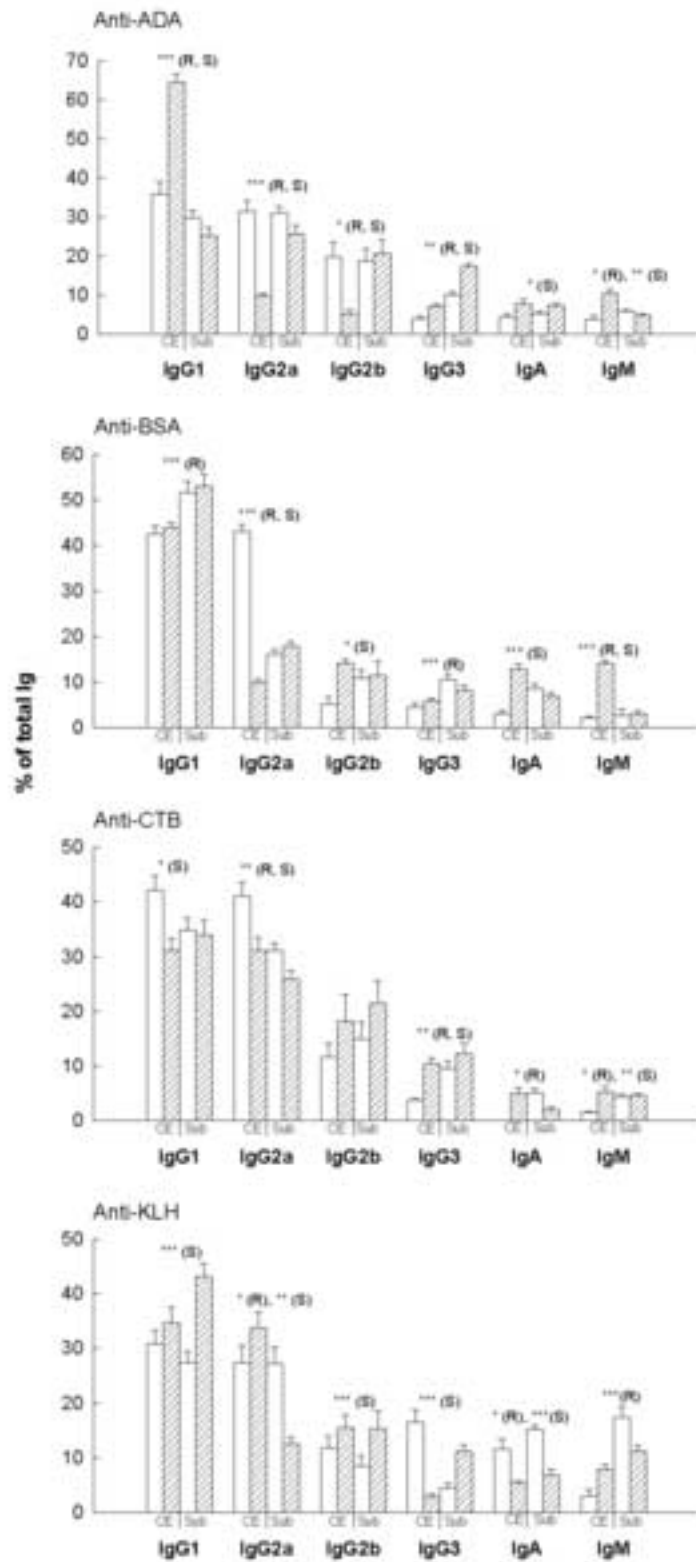 Anti-ADA
*** (R, S)
*** (R, S)
* (R, S)
** (R, S)
* (S)
* (R), ** (S)
70
60
50
40
30
20
10
0
CE Sub CE Sub CE Sub CE Sub CE Sub CE Sub
IgG1 IgG2a IgG2b IgG3 IgA IgM
% of total Ig
Anti-BSA
*** (R)
*** (R, S)
* (S)
*** (R)
*** (S)
*** (R, S)
60
50
40
30
20
10
0
CE Sub CE Sub CE Sub CE Sub CE Sub CE Sub
IgG1 IgG2a IgG2b IgG3 IgA IgM
Anti-CTB
* (S)
** (R, S)
** (R, S)
* (R)
* (R), ** (S)
50
40
30
20
10
0
CE Sub CE Sub CE Sub CE Sub CE Sub CE Sub
IgG1 IgG2a IgG2b IgG3 IgA IgM
Anti-KLH
*** (S)
* (R), ** (S)
*** (S)
*** (S)
* (R), *** (S)
*** (R)
50
40
30
20
10
0
CE Sub CE Sub CE Sub CE Sub CE Sub CE Sub
IgG1 IgG2a IgG2b IgG3 IgA IgM